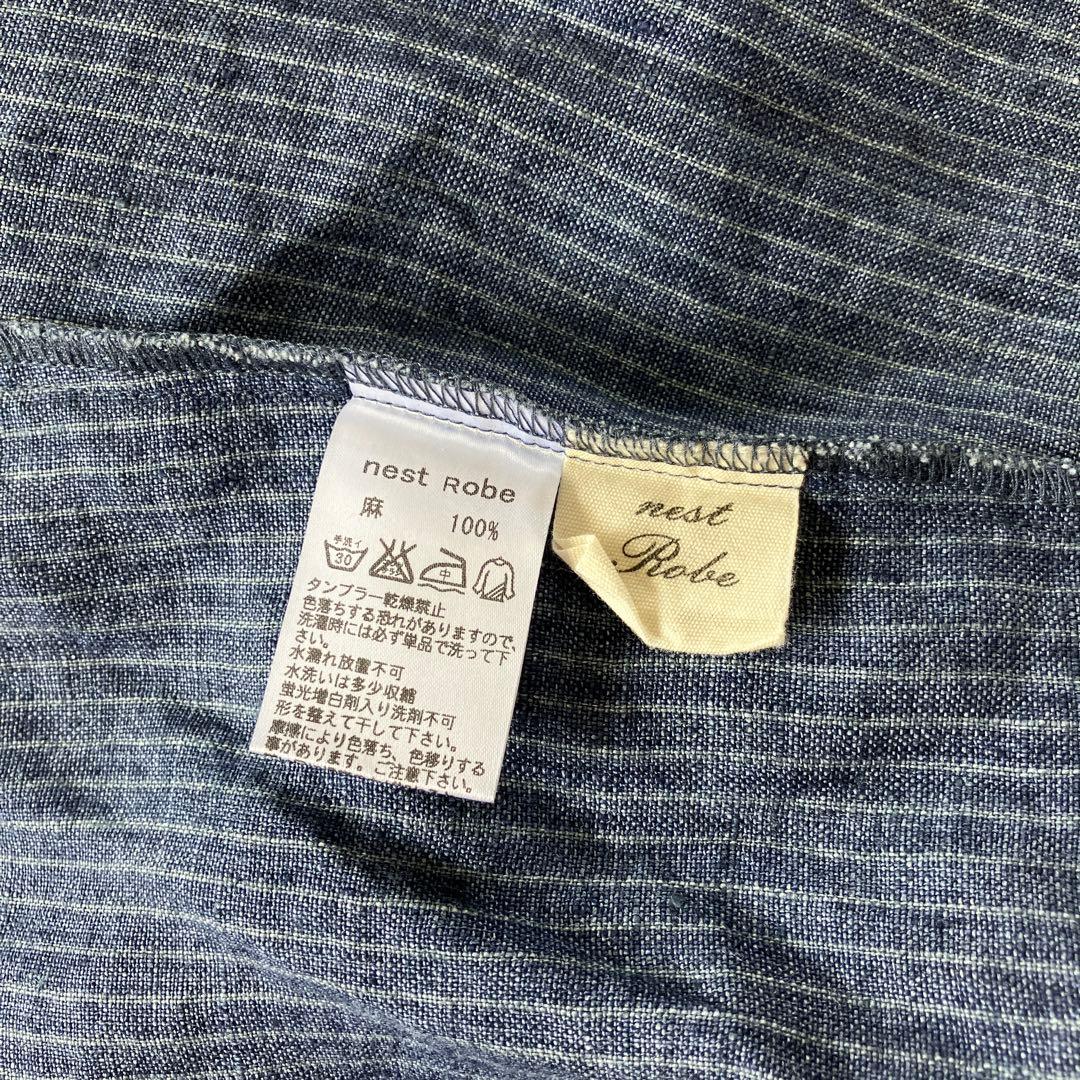 nest Robe
麻 100%
手洗イ
30
中
タンブラー乾燥禁止
色落ちする恐れがありますので、
洗濯時には必ず単品で洗って下
さい。
水濡れ放置不可
水洗いは多少収縮
蛍光増白剤入り洗剤不可
形を整えて干して下さい。
摩擦により色落ち、色移りする
事があります。ご注意下さい。
nest
Robe